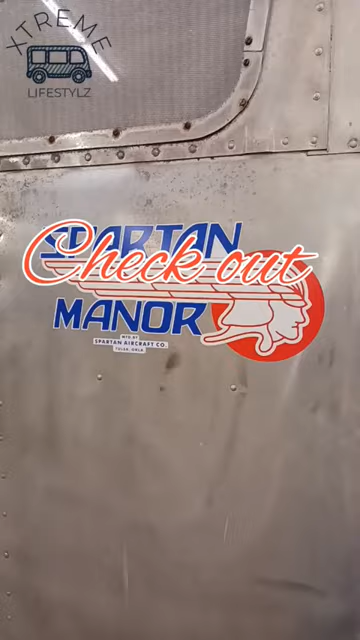 XTREME
LIFESTYLZ
SPARTAN
Check out
MANOR
MFD. BY
SPARTAN AIRCRAFT CO.
TULSA, OKLA.